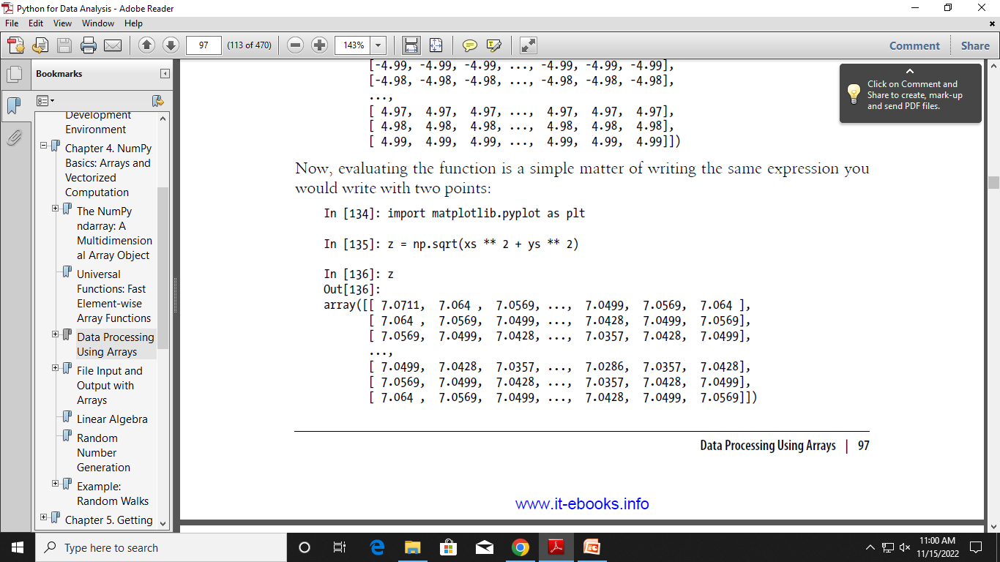 Python for Data Analysis - Adobe Reader
File Edit View Window Help
97 (113 of 470) 143% Comment Share
Bookmarks
Development
Environment
Chapter 4. NumPy
Basics: Arrays and
Vectorized
Computation
The NumPy
ndarray: A
Multidimension
al Array Object
Universal
Functions: Fast
Element-wise
Array Functions
Data Processing
Using Arrays
File Input and
Output with
Arrays
Linear Algebra
Random
Number
Generation
Example:
Random Walks
Chapter 5. Getting
[-4.99, -4.99, -4.99, ..., -4.99, -4.99, -4.99],
[-4.98, -4.98, -4.98, ..., -4.98, -4.98, -4.98],
...,
[ 4.97,  4.97,  4.97, ...,  4.97,  4.97,  4.97],
[ 4.98,  4.98,  4.98, ...,  4.98,  4.98,  4.98],
[ 4.99,  4.99,  4.99, ...,  4.99,  4.99,  4.99]])
Now, evaluating the function is a simple matter of writing the same expression you
would write with two points:
In [134]: import matplotlib.pyplot as plt
In [135]: z = np.sqrt(xs ** 2 + ys ** 2)
In [136]: z
Out[136]:
array([[ 7.0711,  7.064 ,  7.0569, ...,  7.0499,  7.0569,  7.064 ],
[ 7.064 ,  7.0569,  7.0499, ...,  7.0428,  7.0499,  7.0569],
[ 7.0569,  7.0499,  7.0428, ...,  7.0357,  7.0428,  7.0499],
...,
[ 7.0499,  7.0428,  7.0357, ...,  7.0286,  7.0357,  7.0428],
[ 7.0569,  7.0499,  7.0428, ...,  7.0357,  7.0428,  7.0499],
[ 7.064 ,  7.0569,  7.0499, ...,  7.0428,  7.0499,  7.0569]])
Data Processing Using Arrays | 97
www.it-ebooks.info
Click on Comment and
Share to create, mark-up
and send PDF files.
Type here to search
11:00 AM
11/15/2022